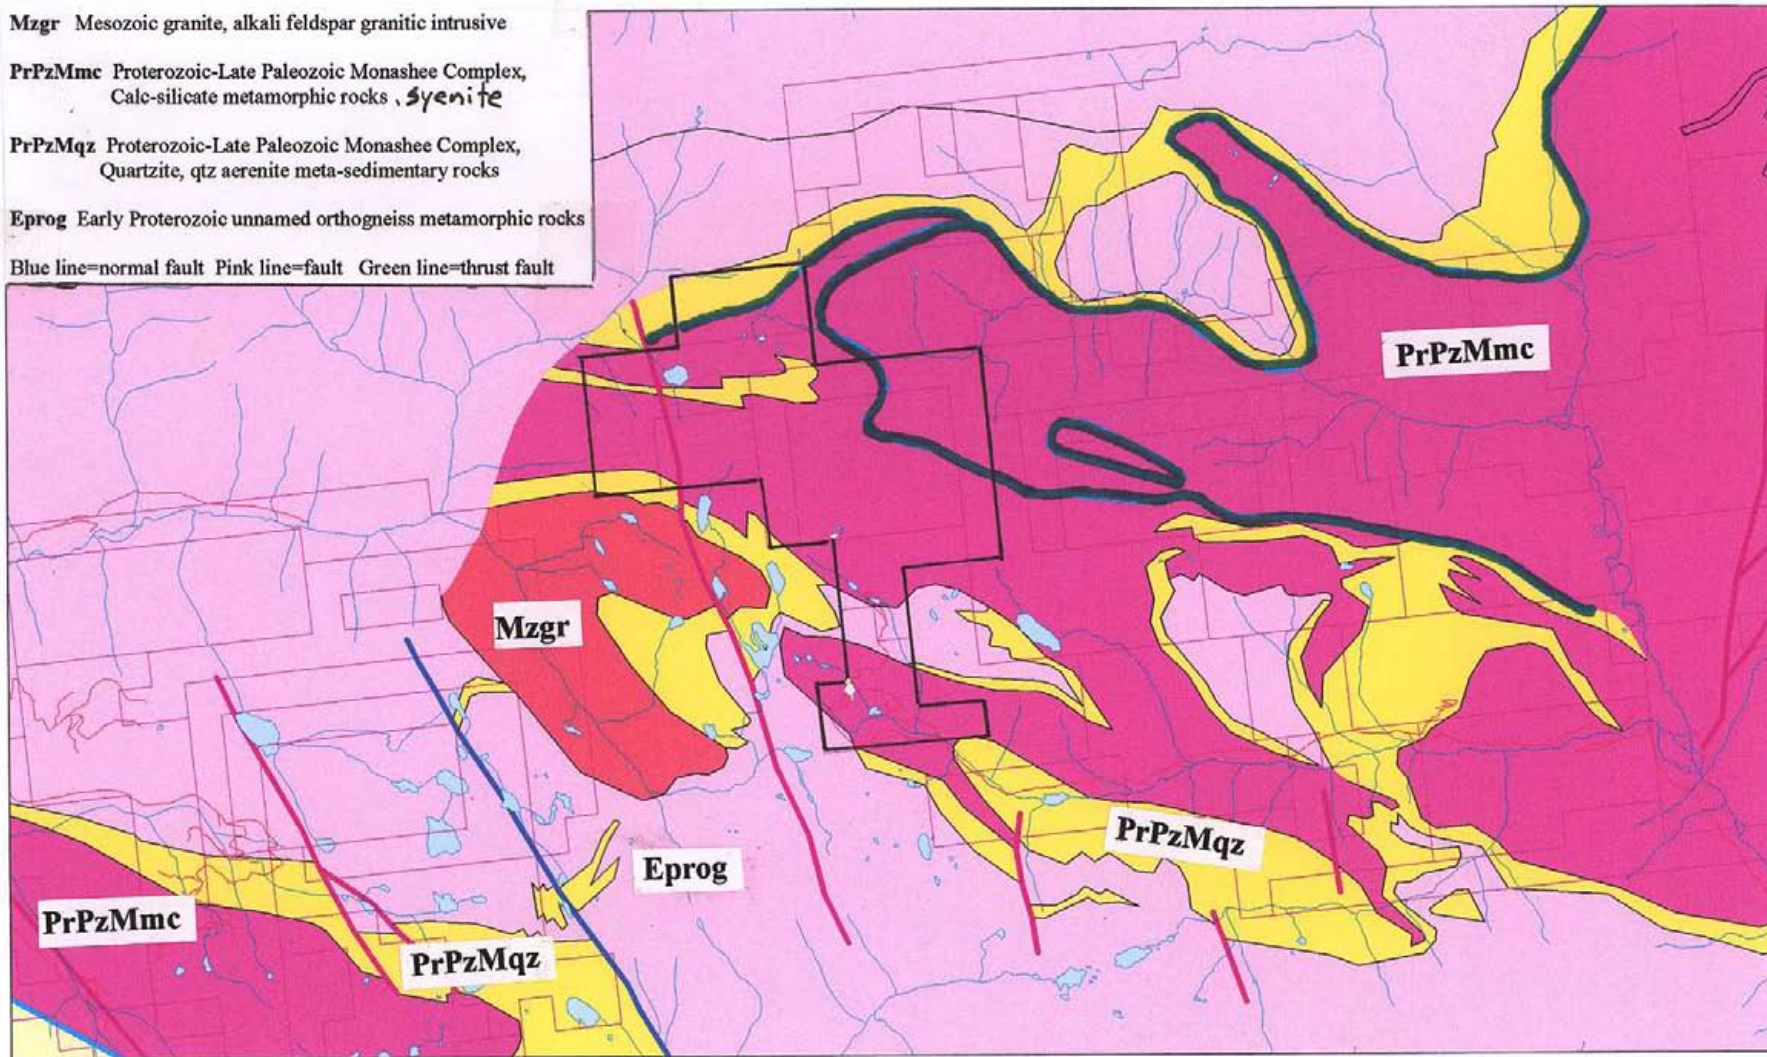 Mzgr Mesozoic granite, alkali feldspar granitic intrusive
PrPzMmc Proterozoic-Late Paleozoic Monashee Complex,
Calc-silicate metamorphic rocks , syenite
PrPzMqz Proterozoic-Late Paleozoic Monashee Complex,
Quartzite, qtz aerenite meta-sedimentary rocks
Eprog Early Proterozoic unnamed orthogneiss metamorphic rocks
Blue line=normal fault Pink line=fault Green line=thrust fault
PrPzMmc
Mzgr
PrPzMqz
Eprog
PrPzMmc
PrPzMqz